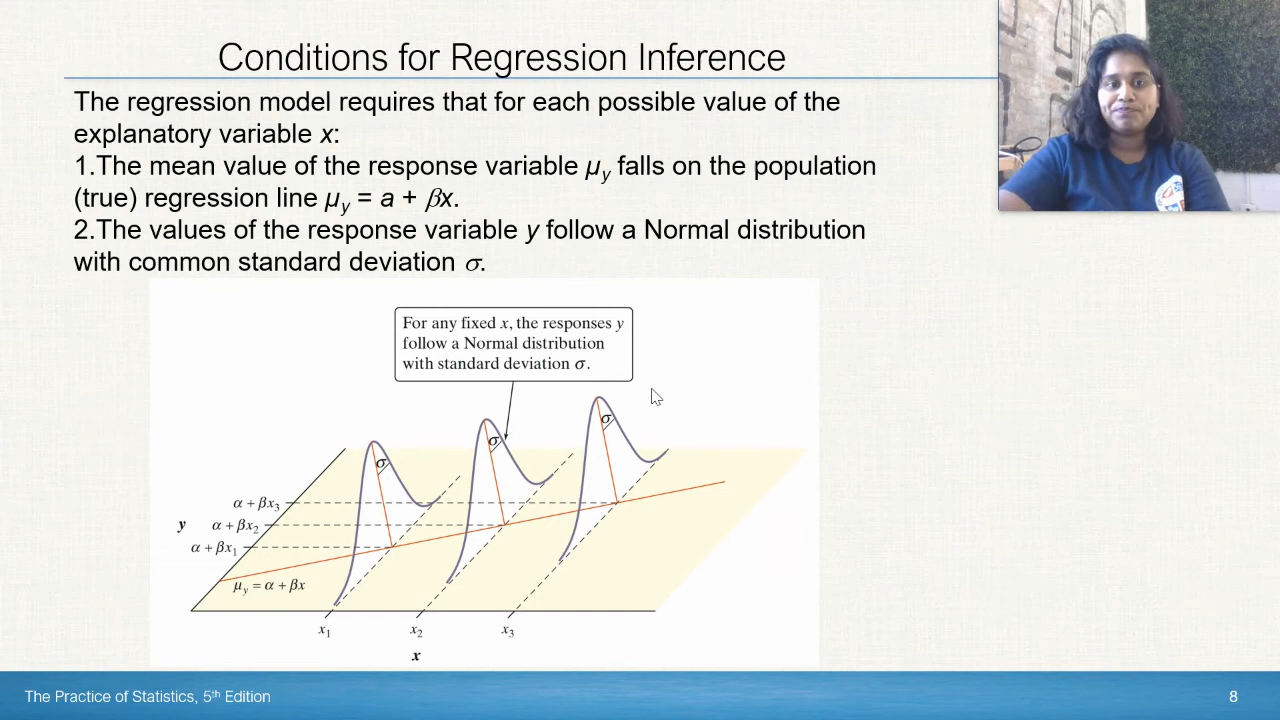 Conditions for Regression Inference
The regression model requires that for each possible value of the
explanatory variable x:
1.The mean value of the response variable μy falls on the population
(true) regression line μy = a + βx.
2.The values of the response variable y follow a Normal distribution
with common standard deviation σ.
For any fixed x, the responses y
follow a Normal distribution
with standard deviation σ.
σ
σ
σ
α + βx3
y
α + βx2
α + βx1
μy = α + βx
x1
x2
x3
x
The Practice of Statistics, 5th Edition
8